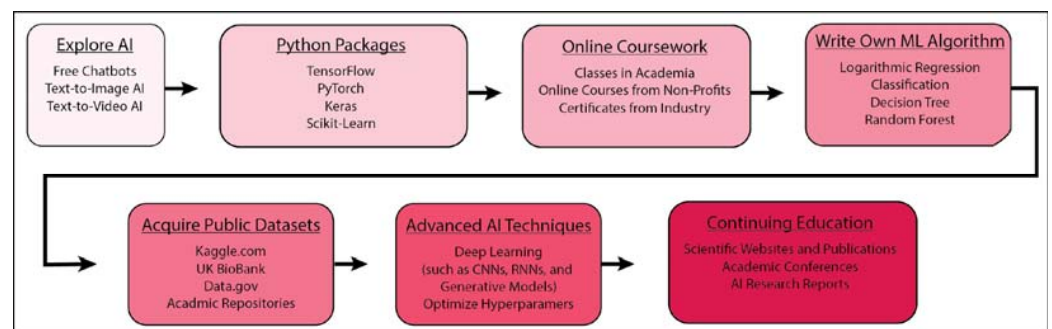 Explore AI
Free Chatbots
Text-to-Image AI
Text-to-Video AI
Python Packages
TensorFlow
PyTorch
Keras
Scikit-Learn
Online Coursework
Classes in Academia
Online Courses from Non-Profits
Certificates from Industry
Write Own ML Algorithm
Logarithmic Regression
Classification
Decision Tree
Random Forest
Acquire Public Datasets
Kaggle.com
UK BioBank
Data.gov
Acadmic Repositories
Advanced AI Techniques
Deep Learning
(such as CNNs, RNNs, and
Generative Models)
Optimize Hyperparamers
Continuing Education
Scientific Websites and Publications
Academic Conferences
AI Research Reports